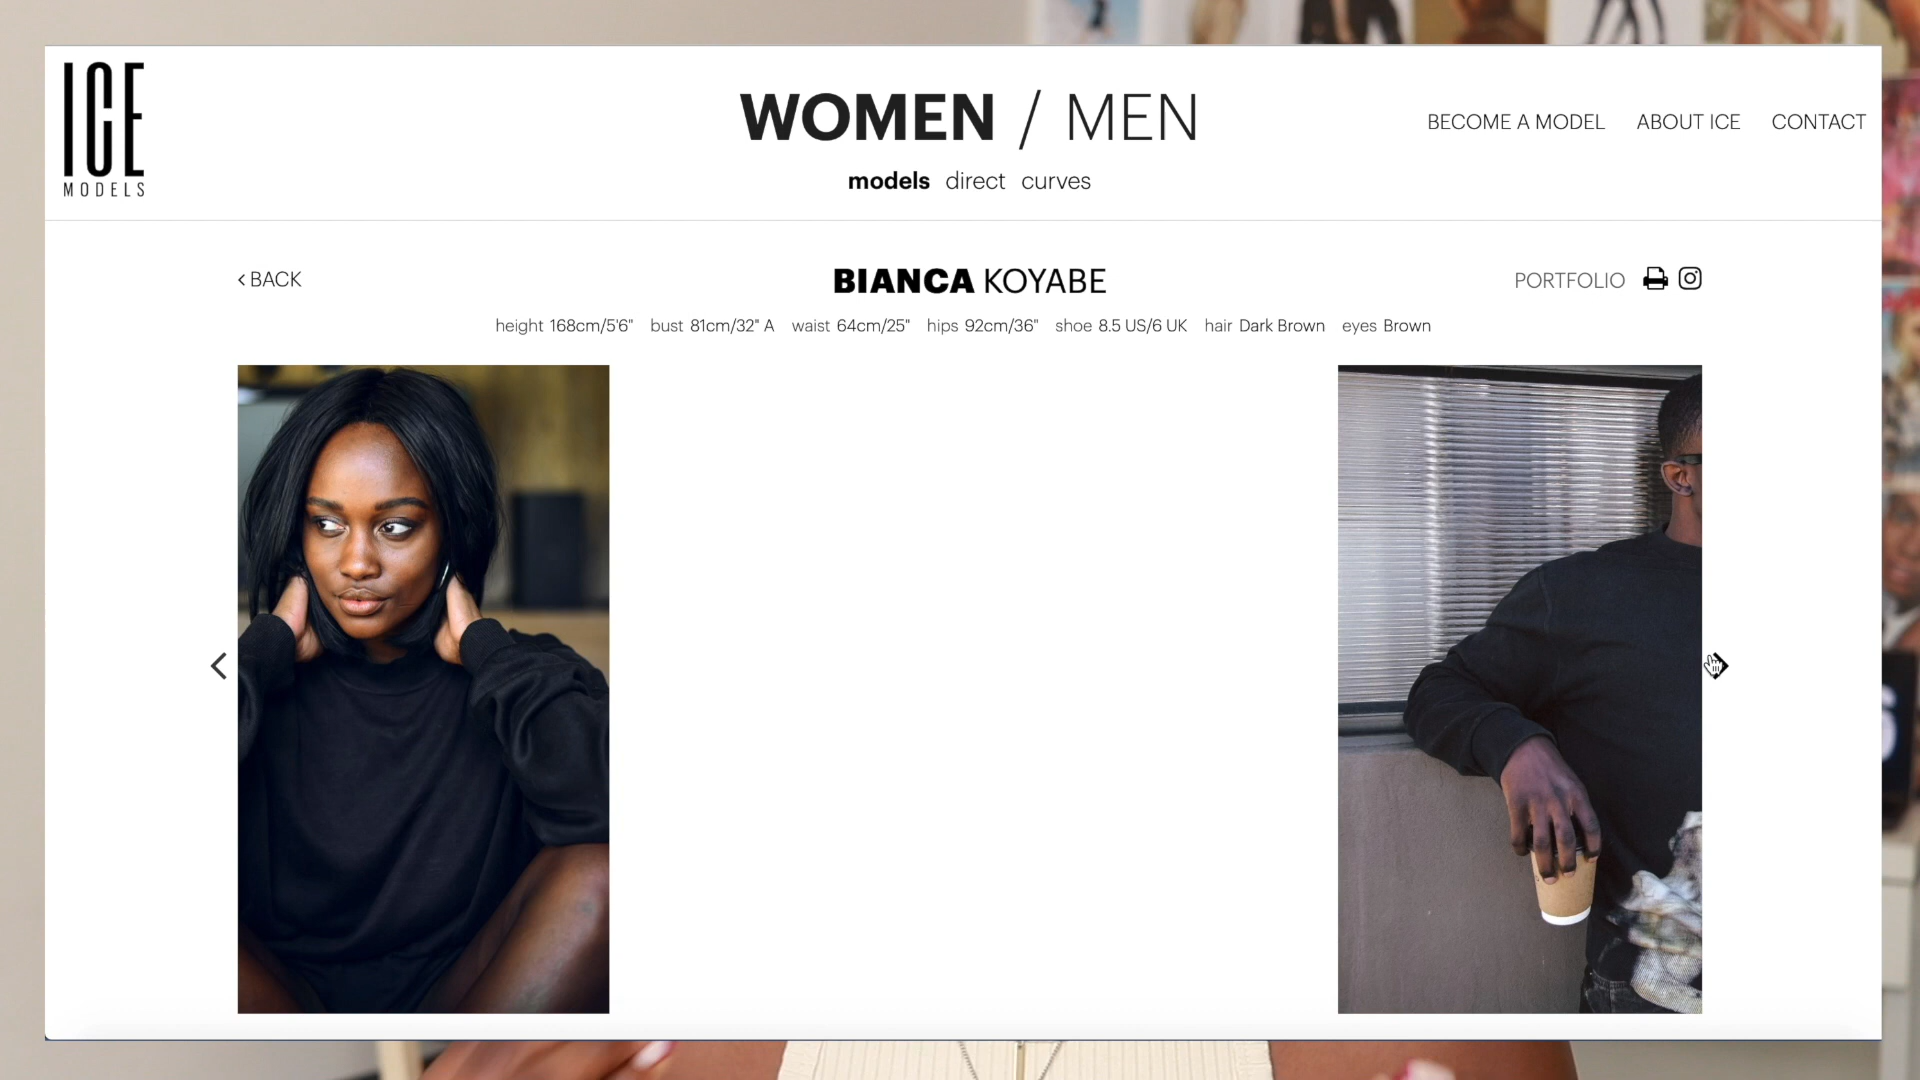 ICE
MODELS
WOMEN / MEN
models direct curves
BECOME A MODEL ABOUT ICE CONTACT
BACK
BIANCA KOYABE
PORTFOLIO
height 168cm/5'6" bust 81cm/32" A waist 64cm/25" hips 92cm/36" shoe 8.5 US/6 UK hair Dark Brown eyes Brown